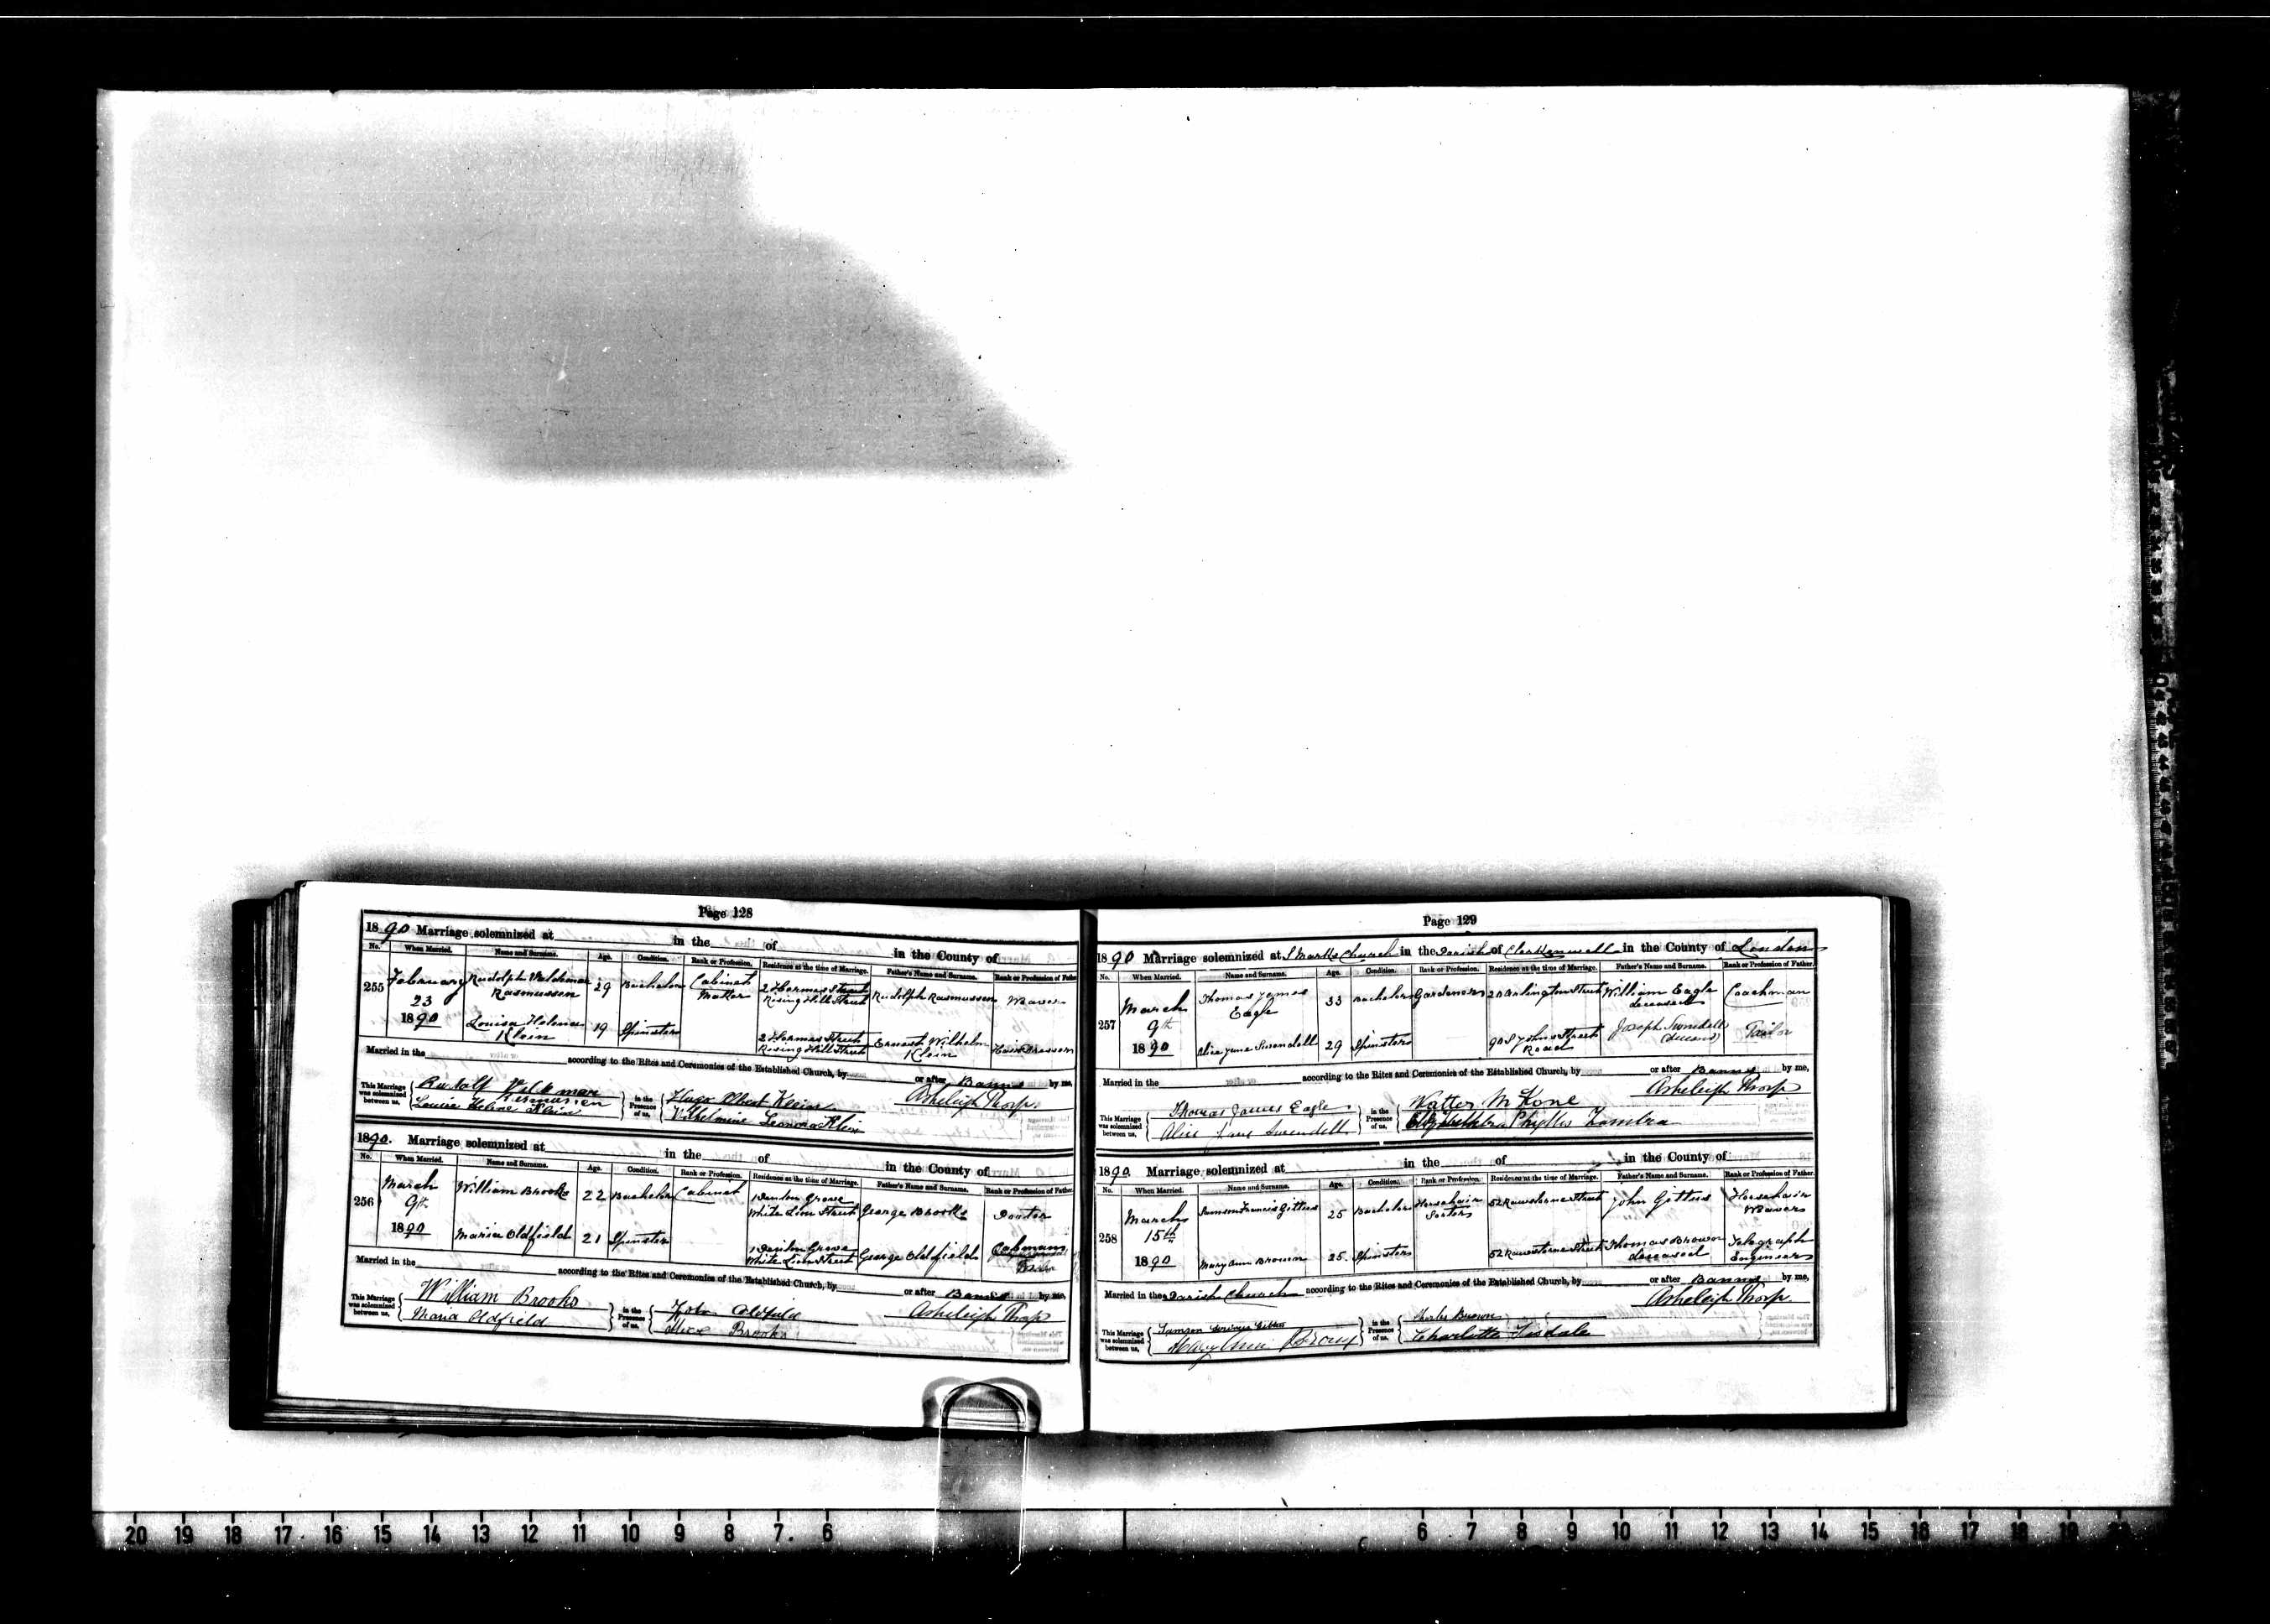 Page 128
1890 Marriage solemnized at in the of in the County of
No. When Married. Name and Surname. Age. Condition. Rank or Profession. Residence at the time of Marriage. Father's Name and Surname. Rank or Profession of Father.
255 February 23 1890 Rudolph Valdemar Rasmussen 29 Bachelor Cabinet Maker 2 Hermes Street Rising Hill Street Rudolph Rasmussen Weaver
Louisa Helena Klein 19 Spinster 2 Hermes Street Rising Hill Street Ernest Wilhelm Klein Hair Dresser
Married in the according to the Rites and Ceremonies of the Established Church, by or after Banns by me,
This Marriage was solemnized between us, Rudolf Valdemar Rasmussen Louise Helene Klein in the Presence of us, Hugo Albert Klein Vilhelmine Leonora Klein Asheleigh Thorp
1890. Marriage solemnized at in the of in the County of
No. When Married. Name and Surname. Age. Condition. Rank or Profession. Residence at the time of Marriage. Father's Name and Surname. Rank or Profession of Father.
256 March 9th 1890 William Brooks 22 Bachelor Cabinet White Lion Street George Brooks
Maria Oldfield 21 Spinster White Lion Street George Oldfield Cabman
Married in the according to the Rites and Ceremonies of the Established Church, by or after Banns by me,
This Marriage was solemnized between us, William Brooks Maria Oldfield in the Presence of us, John Oldfield Brooks Asheleigh Thorp
Page 129
1890 Marriage solemnized at S Marks Church in the Parish of Clerkenwell in the County of London
No. When Married. Name and Surname. Age. Condition. Rank or Profession. Residence at the time of Marriage. Father's Name and Surname. Rank or Profession of Father.
257 March 9th 1890 Thomas James Eagle 33 Bachelor Gardener 20 Arlington Street William Eagle deceased Coachman
Alice Jane Swendell 29 Spinster 90 St Johns Street Road Joseph Swendell (deceased) Tailor
Married in the according to the Rites and Ceremonies of the Established Church, by or after Banns by me,
This Marriage was solemnized between us, Thomas James Eagle Alice Jane Swendell in the Presence of us, Walter M Kone Phyllis Zambra Asheleigh Thorp
1890. Marriage solemnized at in the of in the County of
No. When Married. Name and Surname. Age. Condition. Rank or Profession. Residence at the time of Marriage. Father's Name and Surname. Rank or Profession of Father.
258 March 15th 1890 Samson Francis Gittus 25 Bachelor Horsehair Sorter 52 Rawstorne Street John Gittus Horsehair Weaver
Mary Ann Brown 25 Spinster 52 Rawstorne Street Thomas Brown deceased Telegraph Engineer
Married in the Parish Church according to the Rites and Ceremonies of the Established Church, by or after Banns by me,
This Marriage was solemnized between us, Samson Francis Gittus Mary Ann Brown in the Presence of us, Charles Brown Charlotte Tisdale Asheleigh Thorp
20 19 18 17 16 15 14 13 12 11 10 9 8 7 6 6 7 8 9 10 11 12 13 14 15 16 17 18 19 20